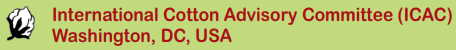 International Cotton Advisory Committee (ICAC)
Washington, DC, USA